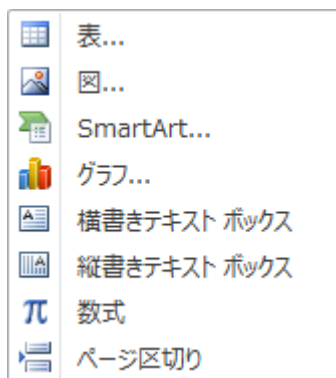 表...
図...
SmartArt...
グラフ...
横書きテキスト ボックス
縦書きテキスト ボックス
数式
ページ区切り